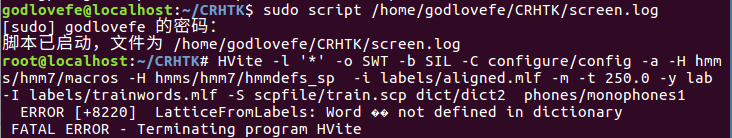 godlovefe@localhost:~/CRHTK$ sudo script /home/godlovefe/CRHTK/screen.log
[sudo] godlovefe 的密码：
脚本已启动，文件为 /home/godlovefe/CRHTK/screen.log
root@localhost:~/CRHTK# HVite -l '*' -o SWT -b SIL -C configure/config -a -H hmm
s/hmm7/macros -H hmms/hmm7/hmmdefs_sp  -i labels/aligned.mlf -m -t 250.0 -y lab
-I labels/trainwords.mlf -S scpfile/train.scp dict/dict2  phones/monophones1
  ERROR [+8220]  LatticeFromLabels: Word �� not defined in dictionary
 FATAL ERROR - Terminating program HVite